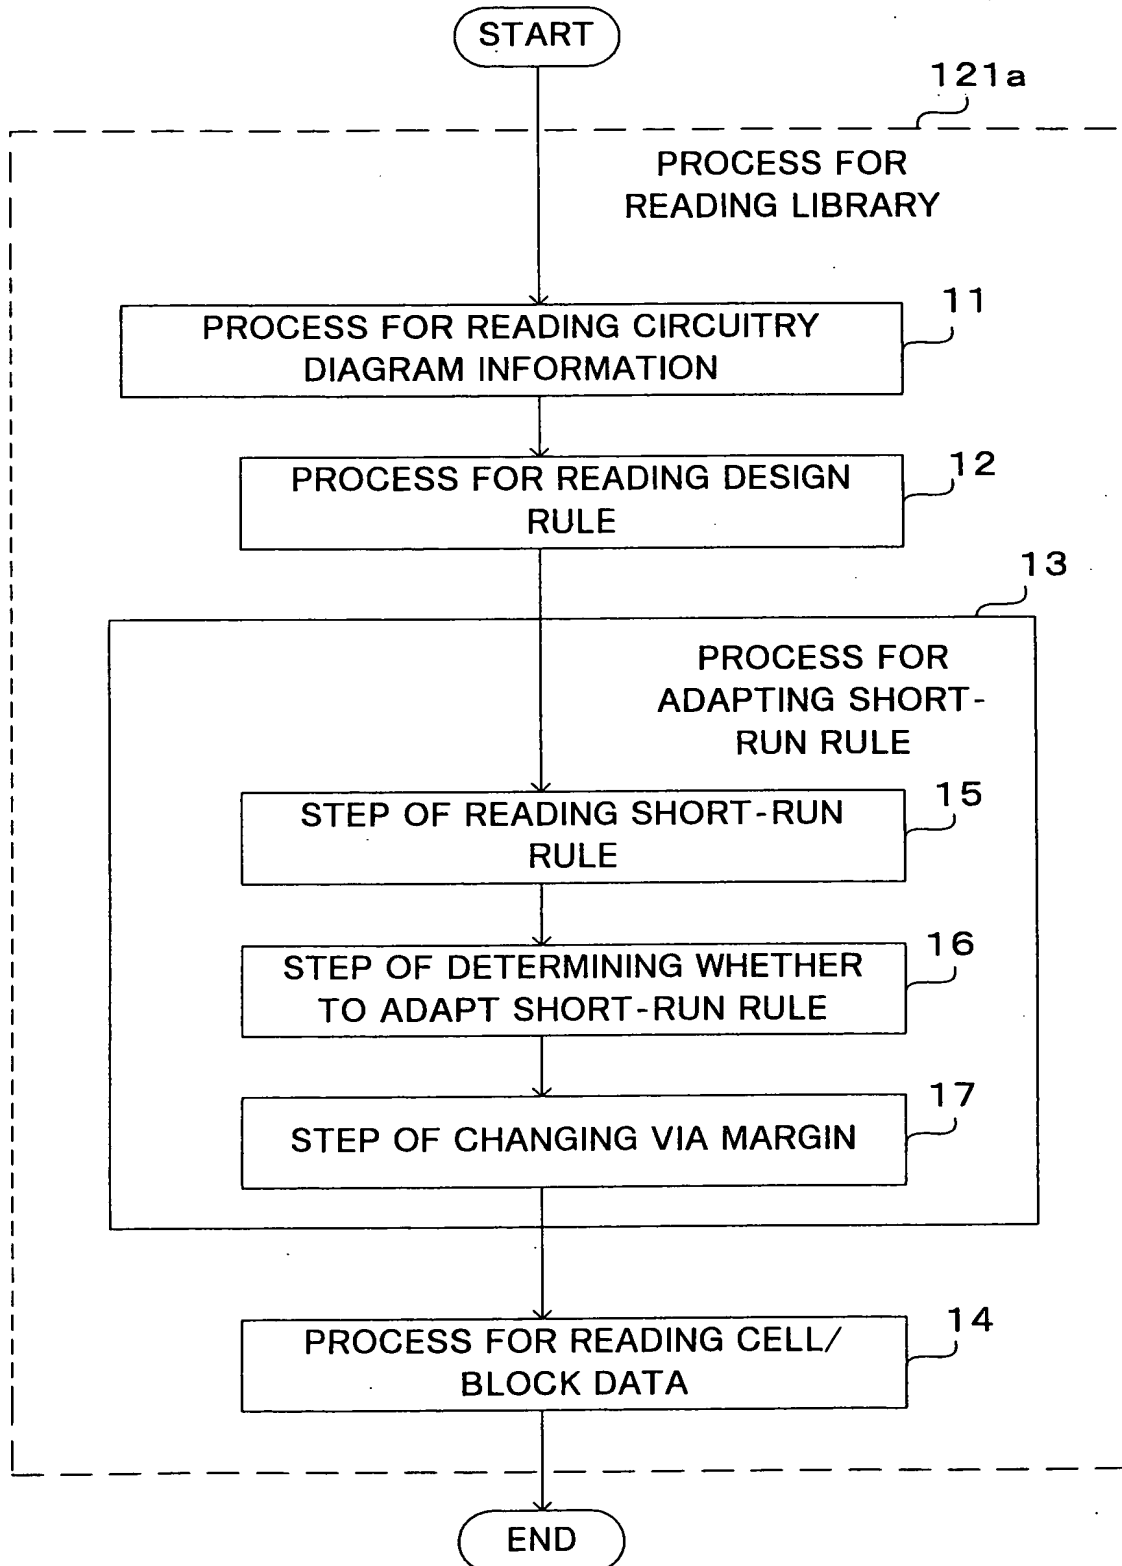 START
121a
PROCESS FOR
READING LIBRARY
11
PROCESS FOR READING CIRCUITRY
DIAGRAM INFORMATION
12
PROCESS FOR READING DESIGN
RULE
13
PROCESS FOR
ADAPTING SHORT-
RUN RULE
15
STEP OF READING SHORT-RUN
RULE
16
STEP OF DETERMINING WHETHER
TO ADAPT SHORT-RUN RULE
17
STEP OF CHANGING VIA MARGIN
14
PROCESS FOR READING CELL/
BLOCK DATA
END